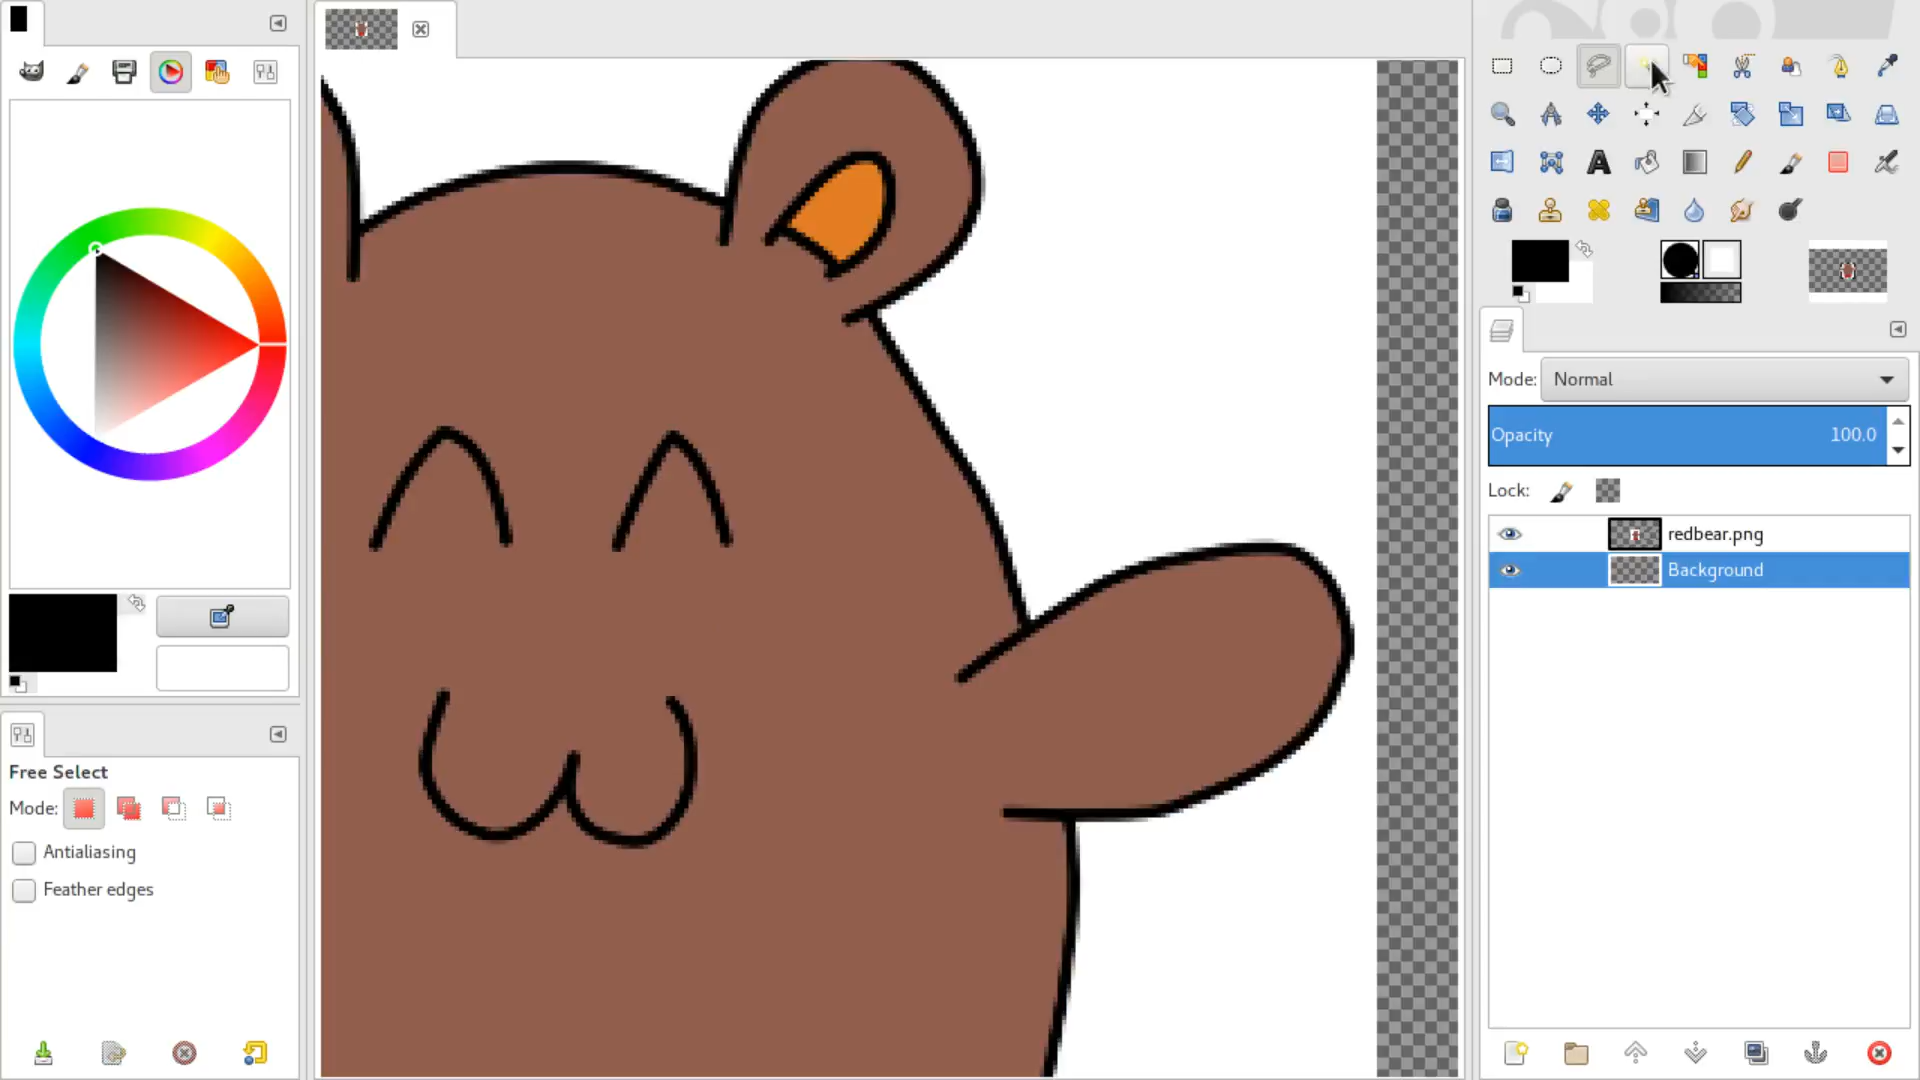 Mode: Normal
Opacity 100.0
Lock:
redbear.png
Background
Free Select
Mode:
Antialiasing
Feather edges